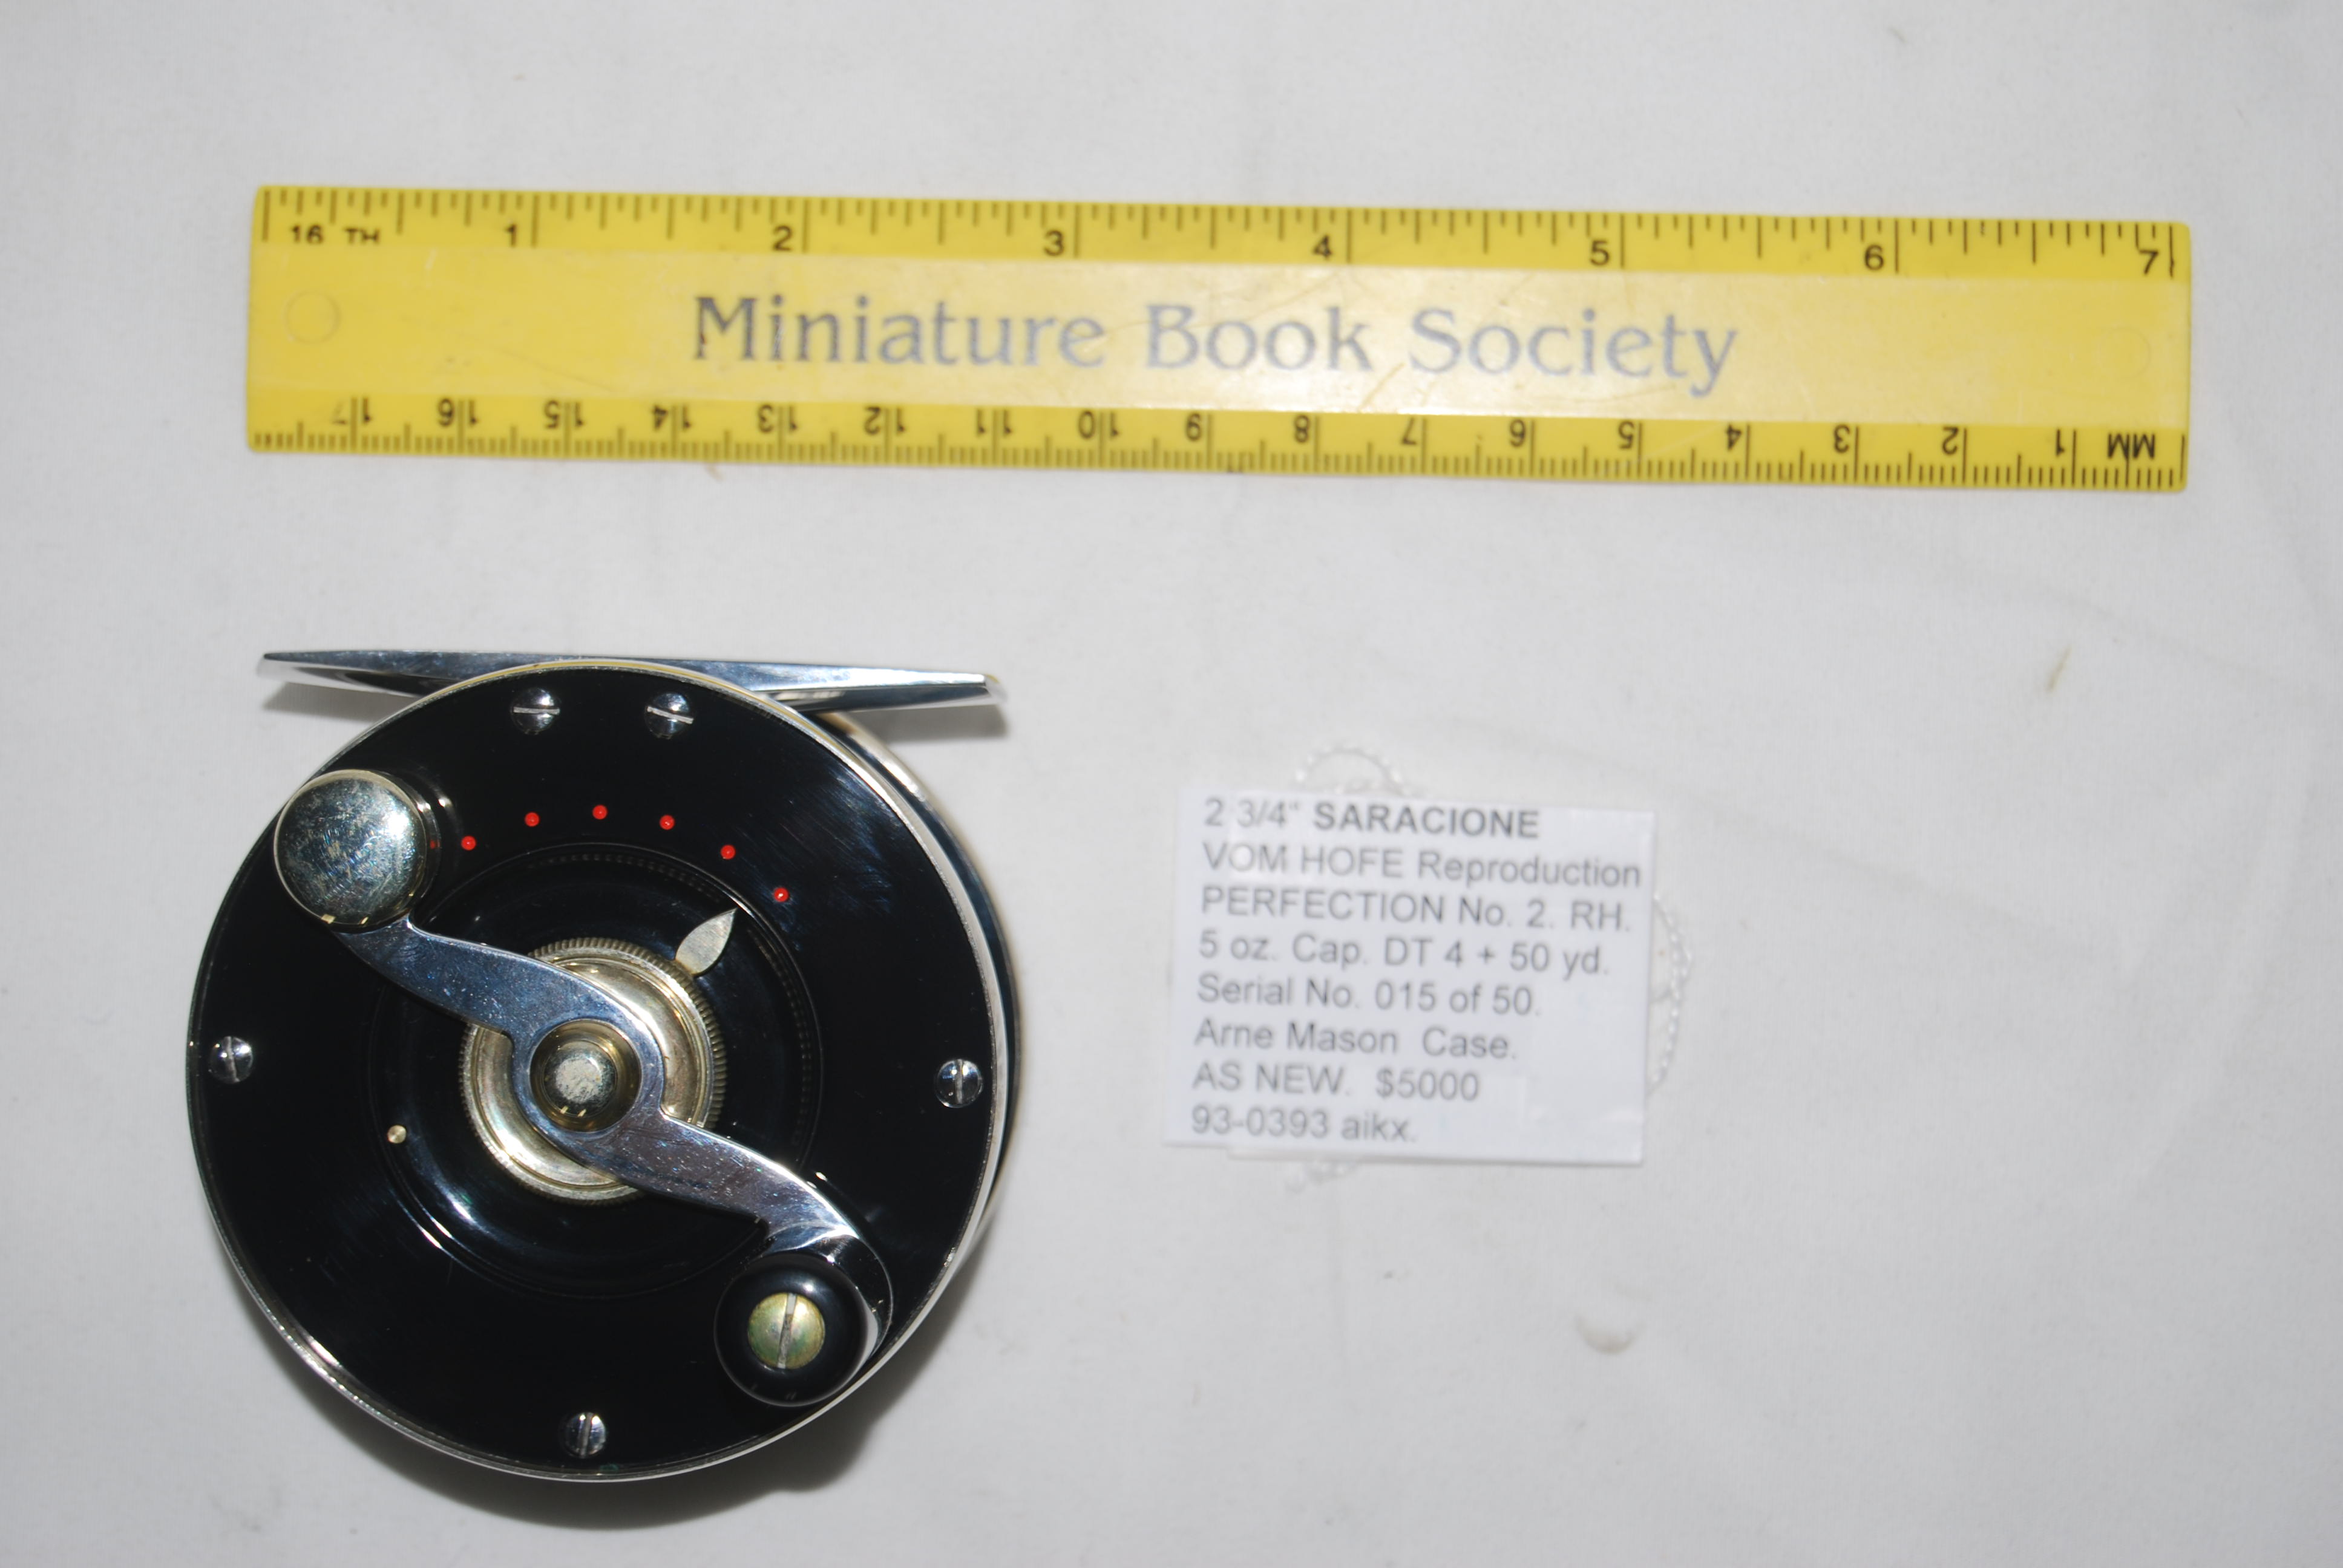 16 TH 1 2 3 4 5 6 7
Miniature Book Society
17 16 15 14 13 12 11 10 9 8 7 6 5 4 3 2 1 MM
2 3/4" SARACIONE
VOM HOFE Reproduction
PERFECTION No. 2. RH.
5 oz. Cap. DT 4 + 50 yd.
Serial No. 015 of 50.
Arne Mason Case.
AS NEW. $5000
93-0393 aikx.